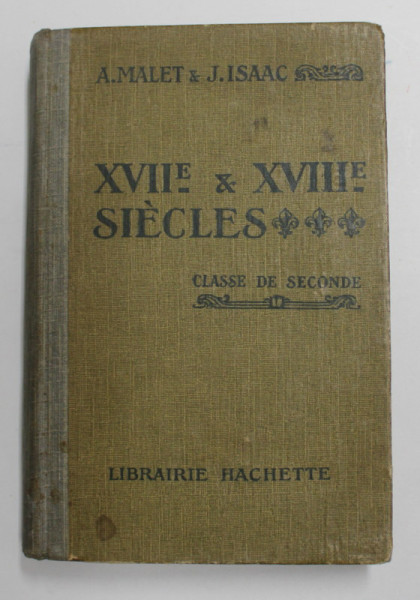 A. MALET & J. ISAAC
XVIIE & XVIIIE
SIÈCLES
CLASSE DE SECONDE
LIBRAIRIE HACHETTE